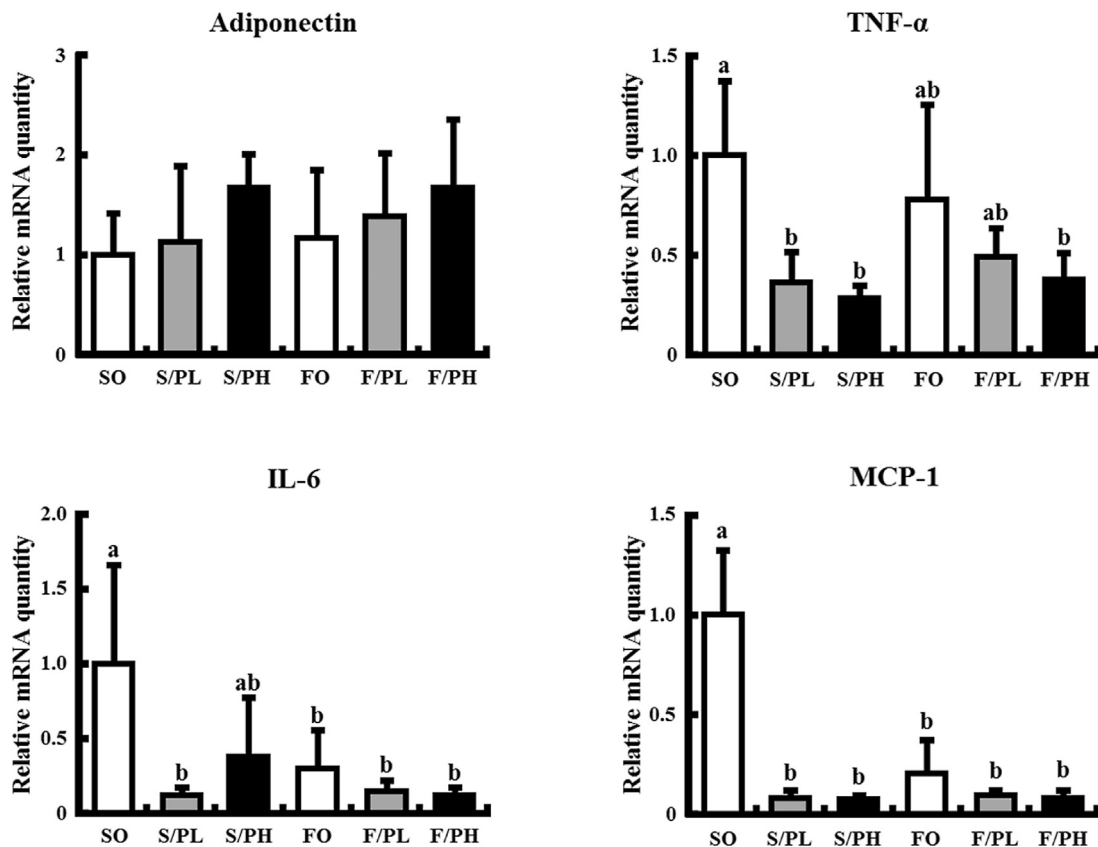 Adiponectin
Relative mRNA quantity
3
2
1
0
SO S/PL S/PH FO F/PL F/PH
TNF-α
Relative mRNA quantity
1.5
1.0
0.5
0
a
b
b
ab
ab
b
SO S/PL S/PH FO F/PL F/PH
IL-6
Relative mRNA quantity
2.0
1.5
1.0
0.5
0
a
b
ab
b
b
b
SO S/PL S/PH FO F/PL F/PH
MCP-1
Relative mRNA quantity
1.5
1.0
0.5
0
a
b
b
b
b
b
SO S/PL S/PH FO F/PL F/PH